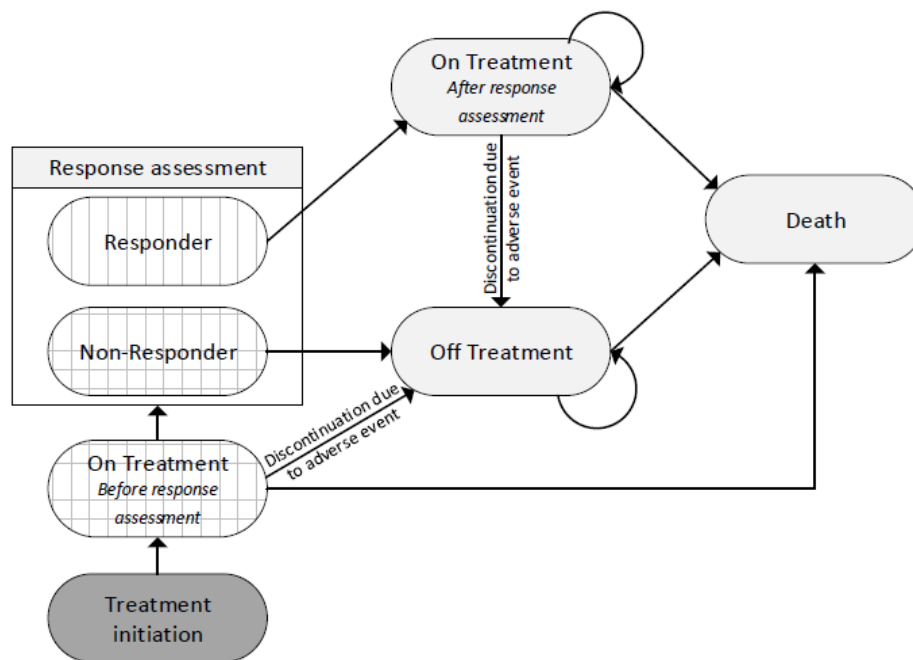 On Treatment
After response
assessment
Response assessment
Responder
Discontinuation due
to adverse event
Death
Non-Responder
Off Treatment
Discontinuation due
to adverse event
On Treatment
Before response
assessment
Treatment
initiation